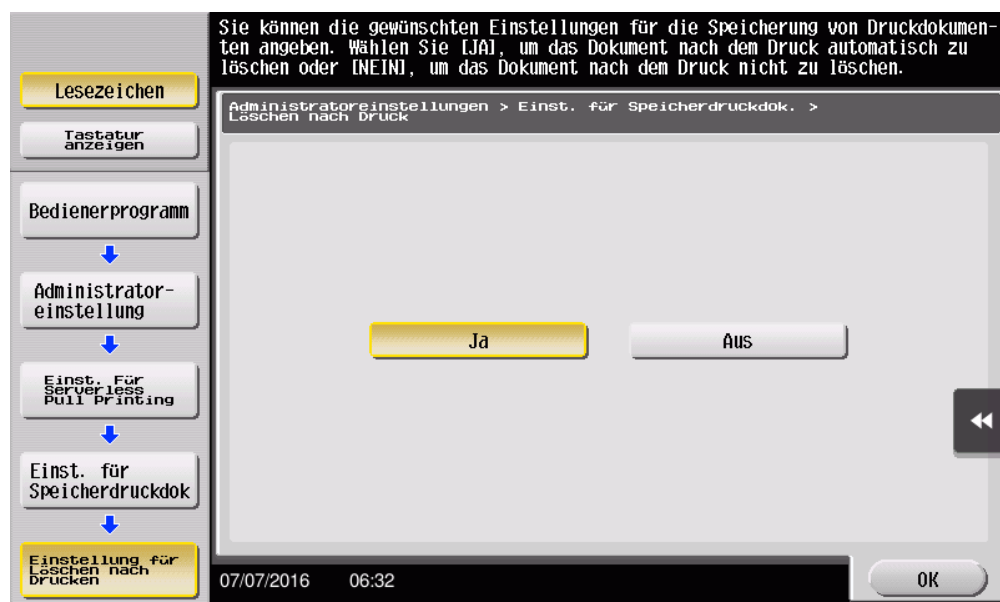 Sie können die gewünschten Einstellungen für die Speicherung von Druckdokumen-
ten angeben. Wählen Sie [JA], um das Dokument nach dem Druck automatisch zu
löschen oder [NEIN], um das Dokument nach dem Druck nicht zu löschen.
Lesezeichen
Tastatur
anzeigen
Administratoreinstellungen > Einst. für Speicherdruckdok. >
Löschen nach Druck
Bedienerprogramm
Administrator-
einstellung
Einst. Für
Serverless
Pull Printing
Einst. für
Speicherdruckdok
Einstellung für
Löschen nach
Drucken
Ja
Aus
07/07/2016 06:32
OK